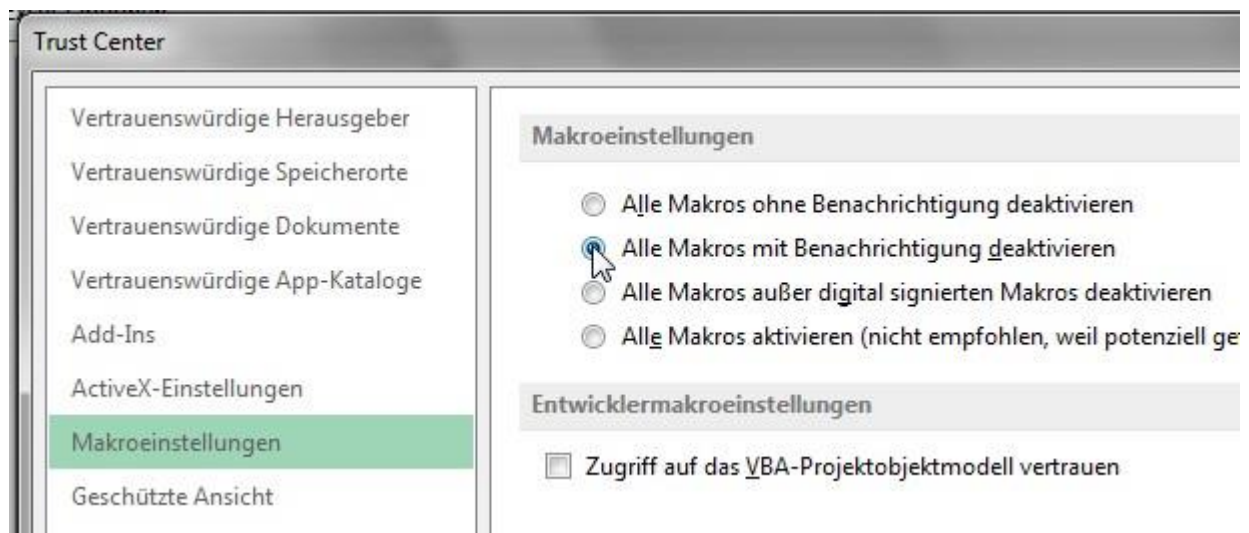 Trust Center
Vertrauenswürdige Herausgeber
Vertrauenswürdige Speicherorte
Vertrauenswürdige Dokumente
Vertrauenswürdige App-Kataloge
Add-Ins
ActiveX-Einstellungen
Makroeinstellungen
Geschützte Ansicht
Makroeinstellungen
Alle Makros ohne Benachrichtigung deaktivieren
Alle Makros mit Benachrichtigung deaktivieren
Alle Makros außer digital signierten Makros deaktivieren
Alle Makros aktivieren (nicht empfohlen, weil potenziell
Entwicklermakroeinstellungen
Zugriff auf das VBA-Projektobjektmodell vertrauen